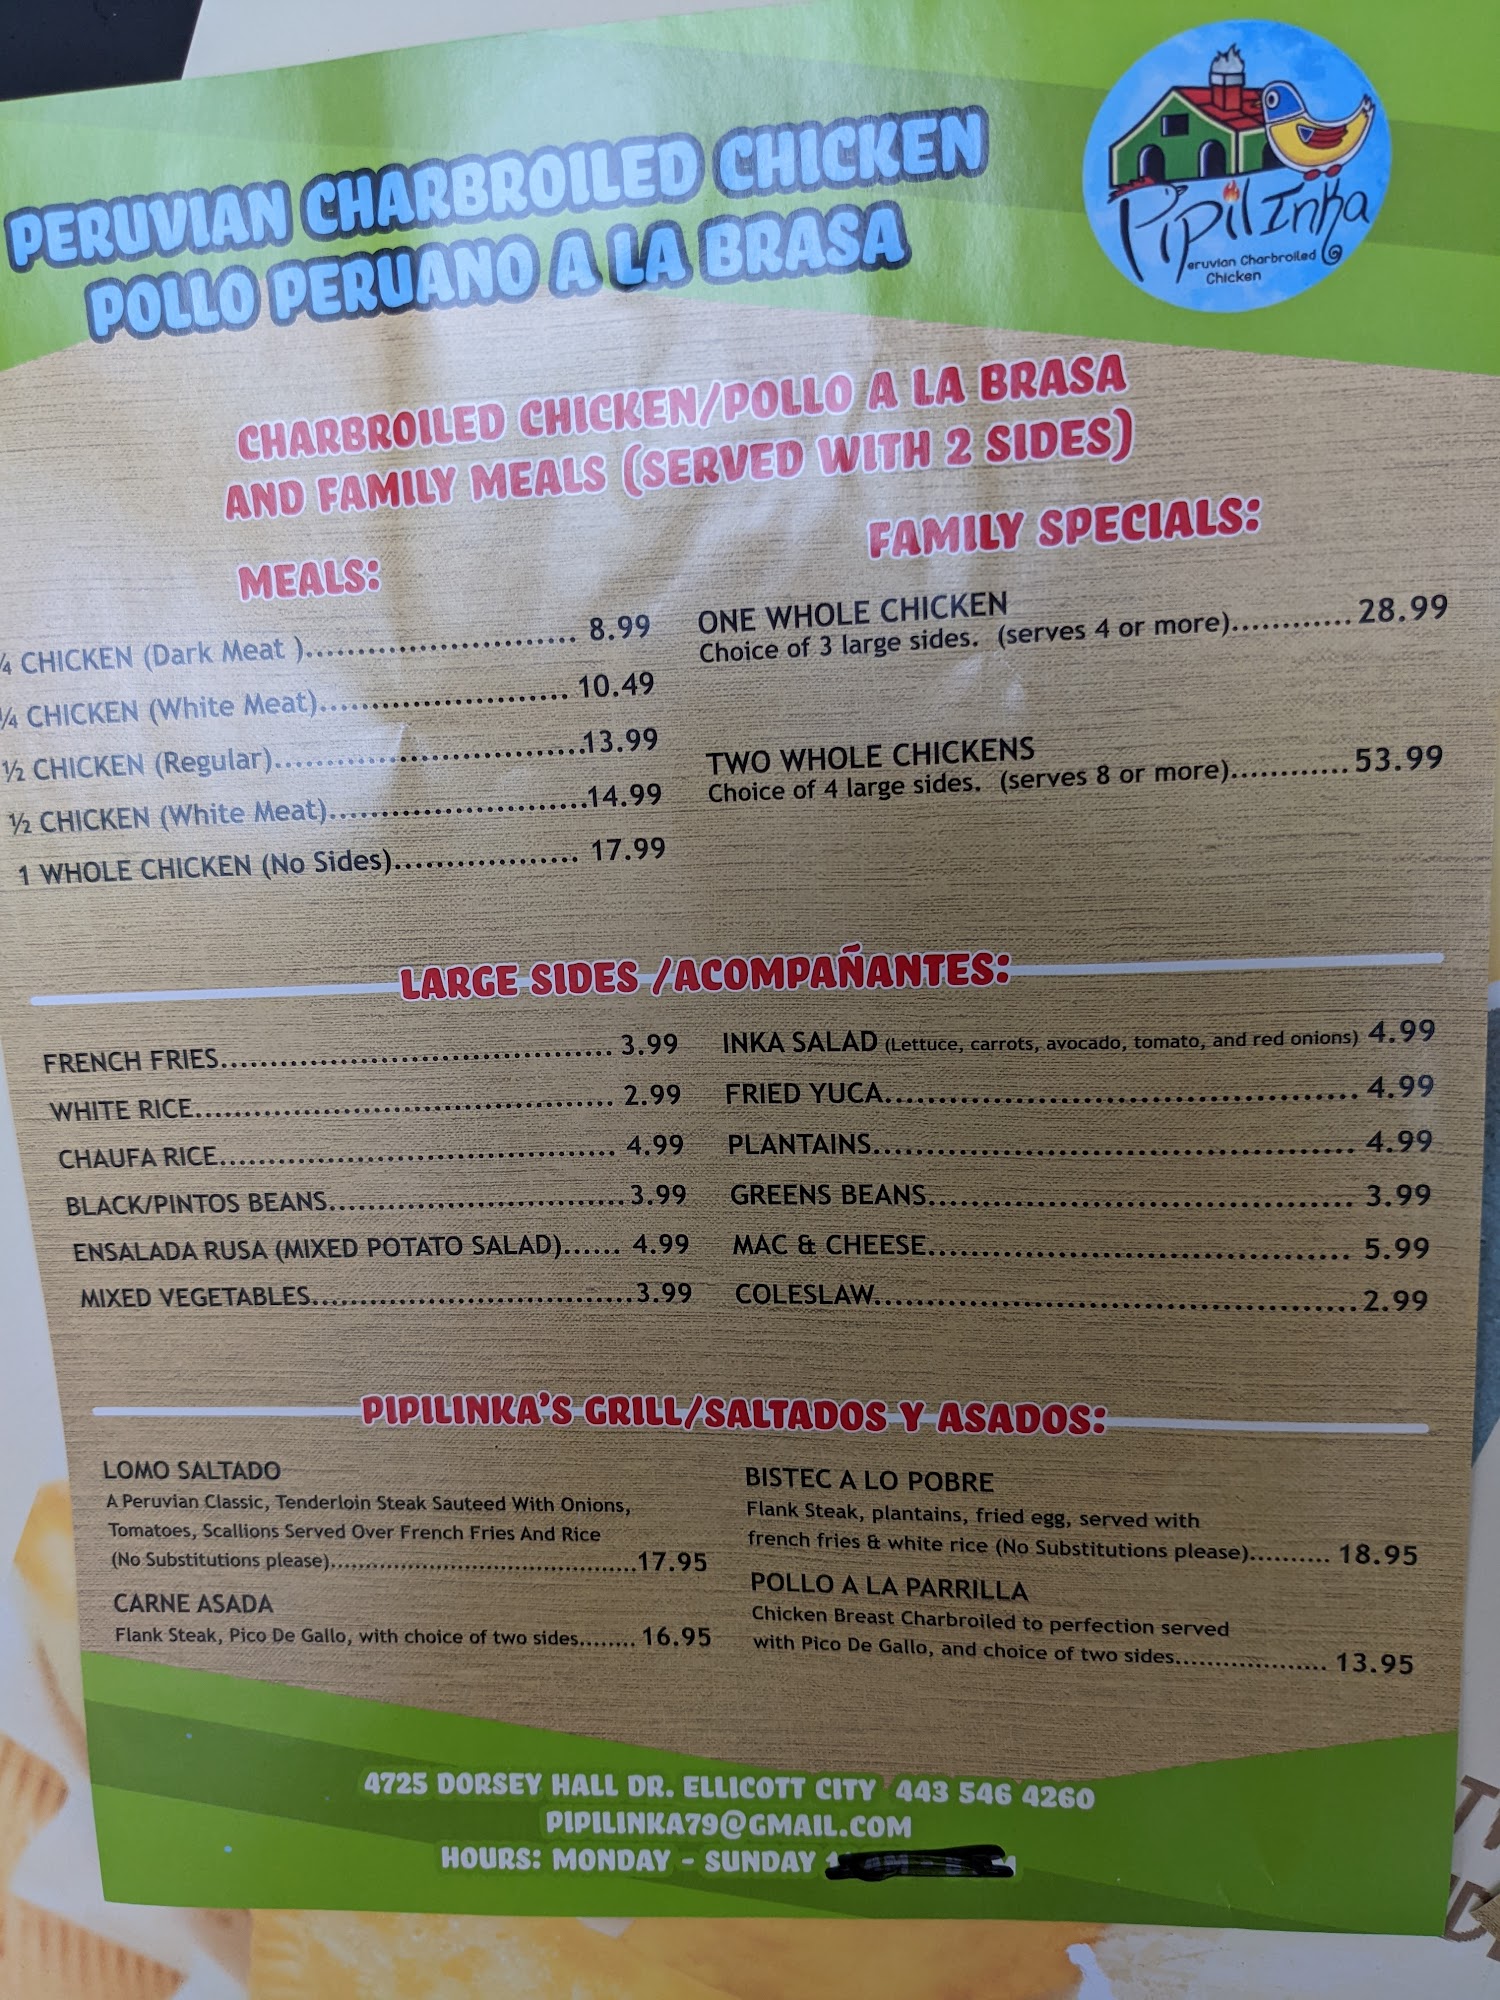 PERUVIAN CHARBROILED CHICKEN
POLLO PERUANO A LA BRASA
PipilInka
Peruvian Charbroiled
Chicken
CHARBROILED CHICKEN/POLLO A LA BRASA
AND FAMILY MEALS (SERVED WITH 2 SIDES)
MEALS:
¼ CHICKEN (Dark Meat )............................ 8.99
¼ CHICKEN (White Meat)......................... 10.49
½ CHICKEN (Regular)...............................13.99
½ CHICKEN (White Meat)..........................14.99
1 WHOLE CHICKEN (No Sides).................. 17.99
FAMILY SPECIALS:
ONE WHOLE CHICKEN
Choice of 3 large sides. (serves 4 or more)............28.99
TWO WHOLE CHICKENS
Choice of 4 large sides. (serves 8 or more)............53.99
LARGE SIDES /ACOMPAÑANTES:
FRENCH FRIES....................................... 3.99
WHITE RICE.......................................... 2.99
CHAUFA RICE........................................ 4.99
BLACK/PINTOS BEANS..............................3.99
ENSALADA RUSA (MIXED POTATO SALAD)...... 4.99
MIXED VEGETABLES................................3.99
INKA SALAD (Lettuce, carrots, avocado, tomato, and red onions) 4.99
FRIED YUCA............................................... 4.99
PLANTAINS................................................ 4.99
GREENS BEANS.......................................... 3.99
MAC & CHEESE.......................................... 5.99
COLESLAW................................................2.99
PIPILINKA'S GRILL/SALTADOS Y ASADOS:
LOMO SALTADO
A Peruvian Classic, Tenderloin Steak Sauteed With Onions,
Tomatoes, Scallions Served Over French Fries And Rice
(No Substitutions please).....................................17.95
CARNE ASADA
Flank Steak, Pico De Gallo, with choice of two sides........ 16.95
BISTEC A LO POBRE
Flank Steak, plantains, fried egg, served with
french fries & white rice (No Substitutions please).......... 18.95
POLLO A LA PARRILLA
Chicken Breast Charbroiled to perfection served
with Pico De Gallo, and choice of two sides.................... 13.95
4725 DORSEY HALL DR. ELLICOTT CITY 443 546 4260
PIPILINKA79@GMAIL.COM
HOURS: MONDAY - SUNDAY